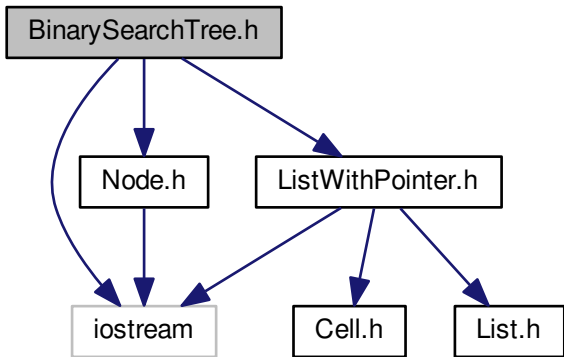 BinarySearchTree.h
Node.h
ListWithPointer.h
iostream
Cell.h
List.h